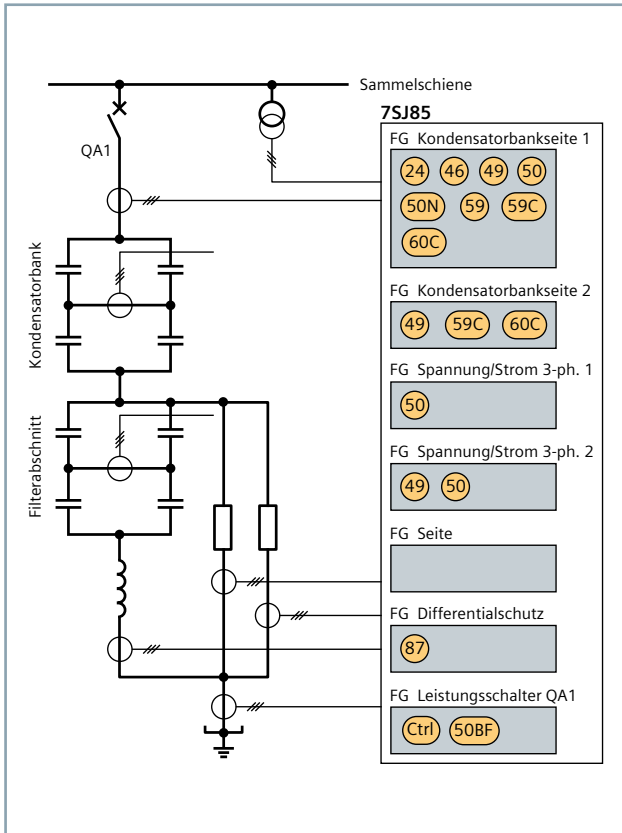 Sammelschiene
7SJ85
QA1
FG Kondensatorbankseite 1
24 46 49 50
50N 59 59C
60C
Kondensatorbank
FG Kondensatorbankseite 2
49 59C 60C
FG Spannung/Strom 3-ph. 1
50
Filterabschnitt
FG Spannung/Strom 3-ph. 2
49 50
FG Seite
FG Differentialschutz
87
FG Leistungsschalter QA1
Ctrl 50BF